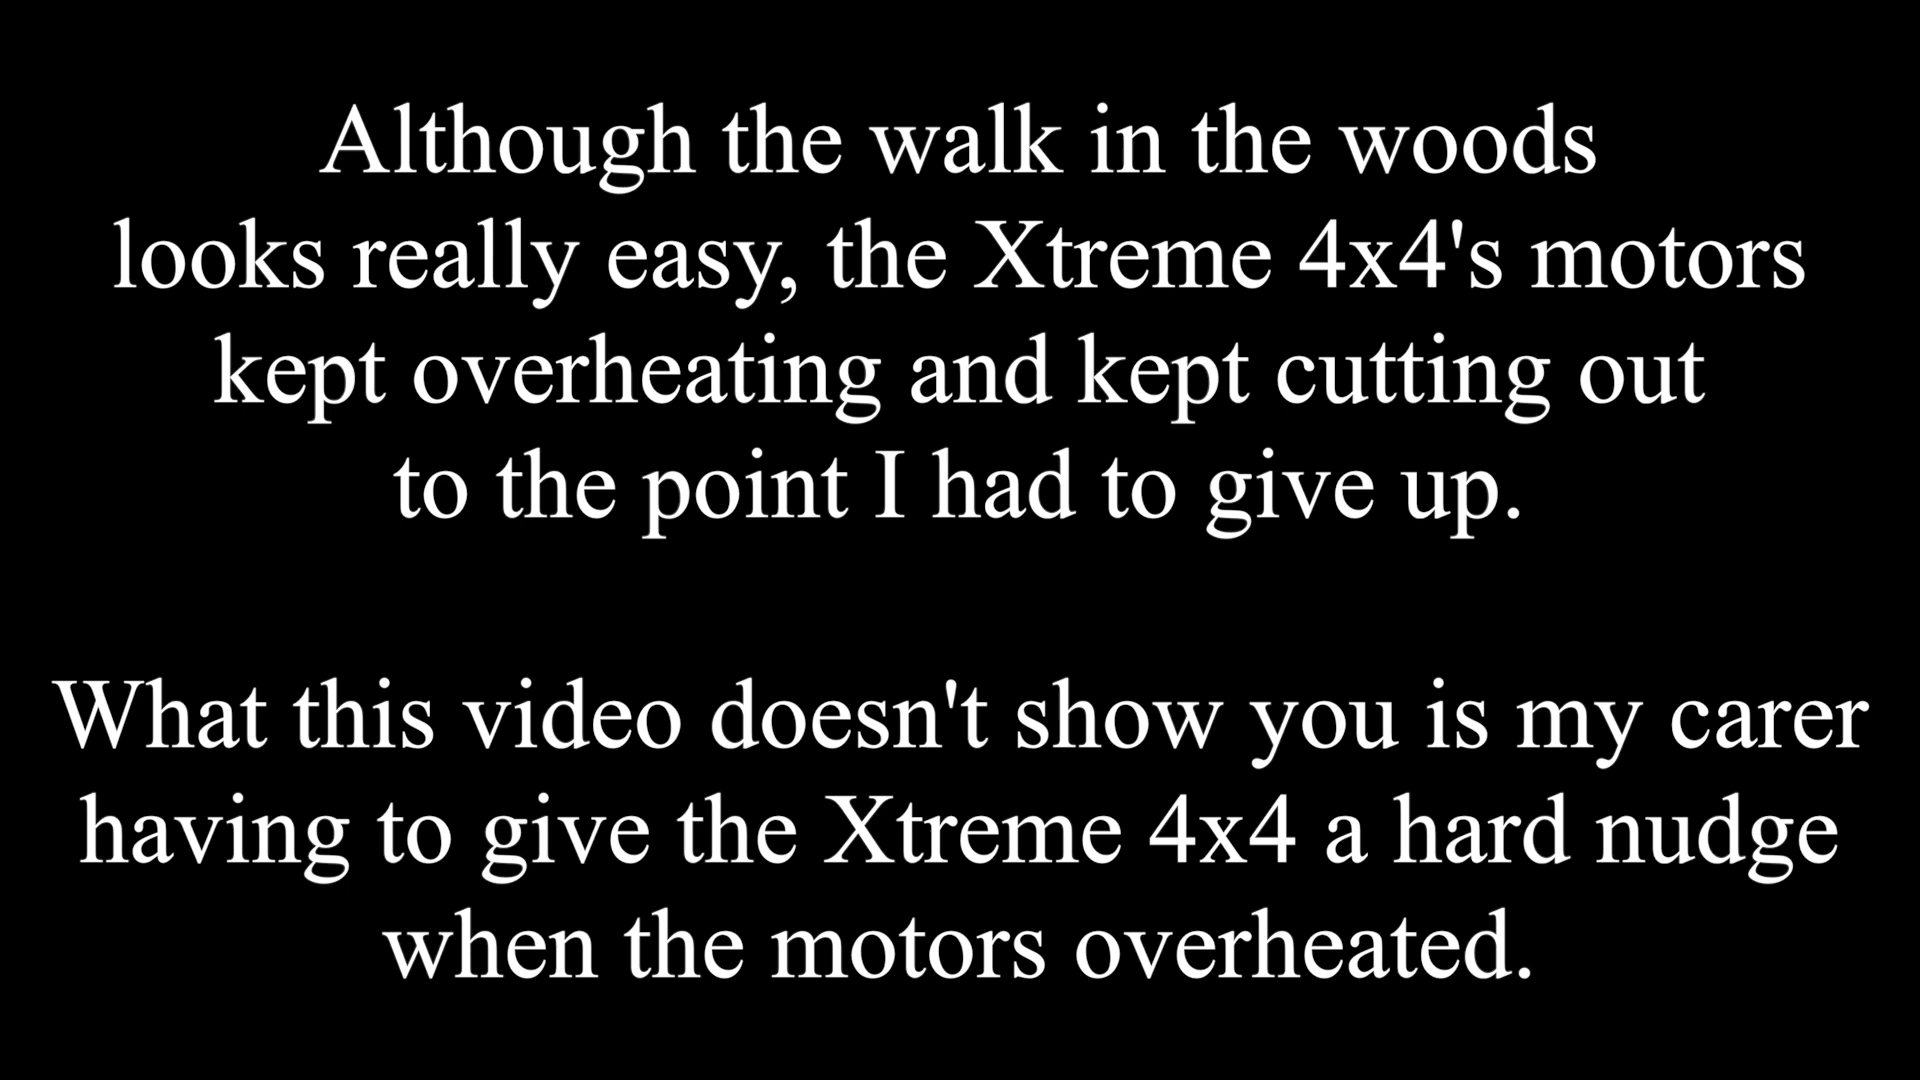 Although the walk in the woods
looks really easy, the Xtreme 4x4's motors
kept overheating and kept cutting out
to the point I had to give up.
What this video doesn't show you is my carer
having to give the Xtreme 4x4 a hard nudge
when the motors overheated.